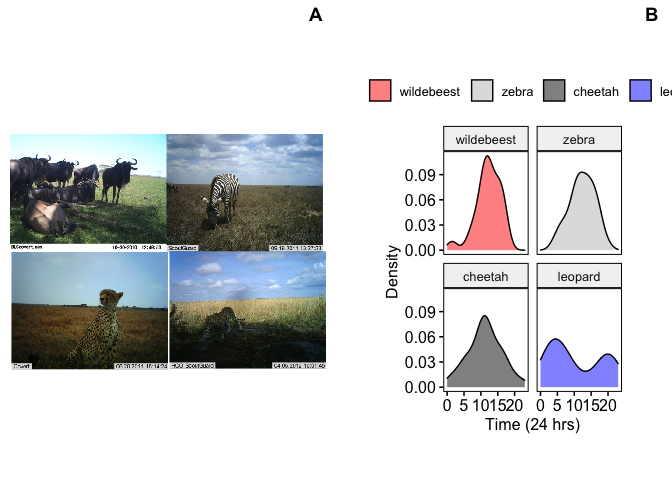 A
B
wildebeest zebra cheetah leo
wildebeest zebra
0.09
0.06
0.03
0.00
cheetah leopard
0.09
0.06
0.03
0.00
Density
0 5 10 15 20 0 5 10 15 20
Time (24 hrs)
ScoutGuard